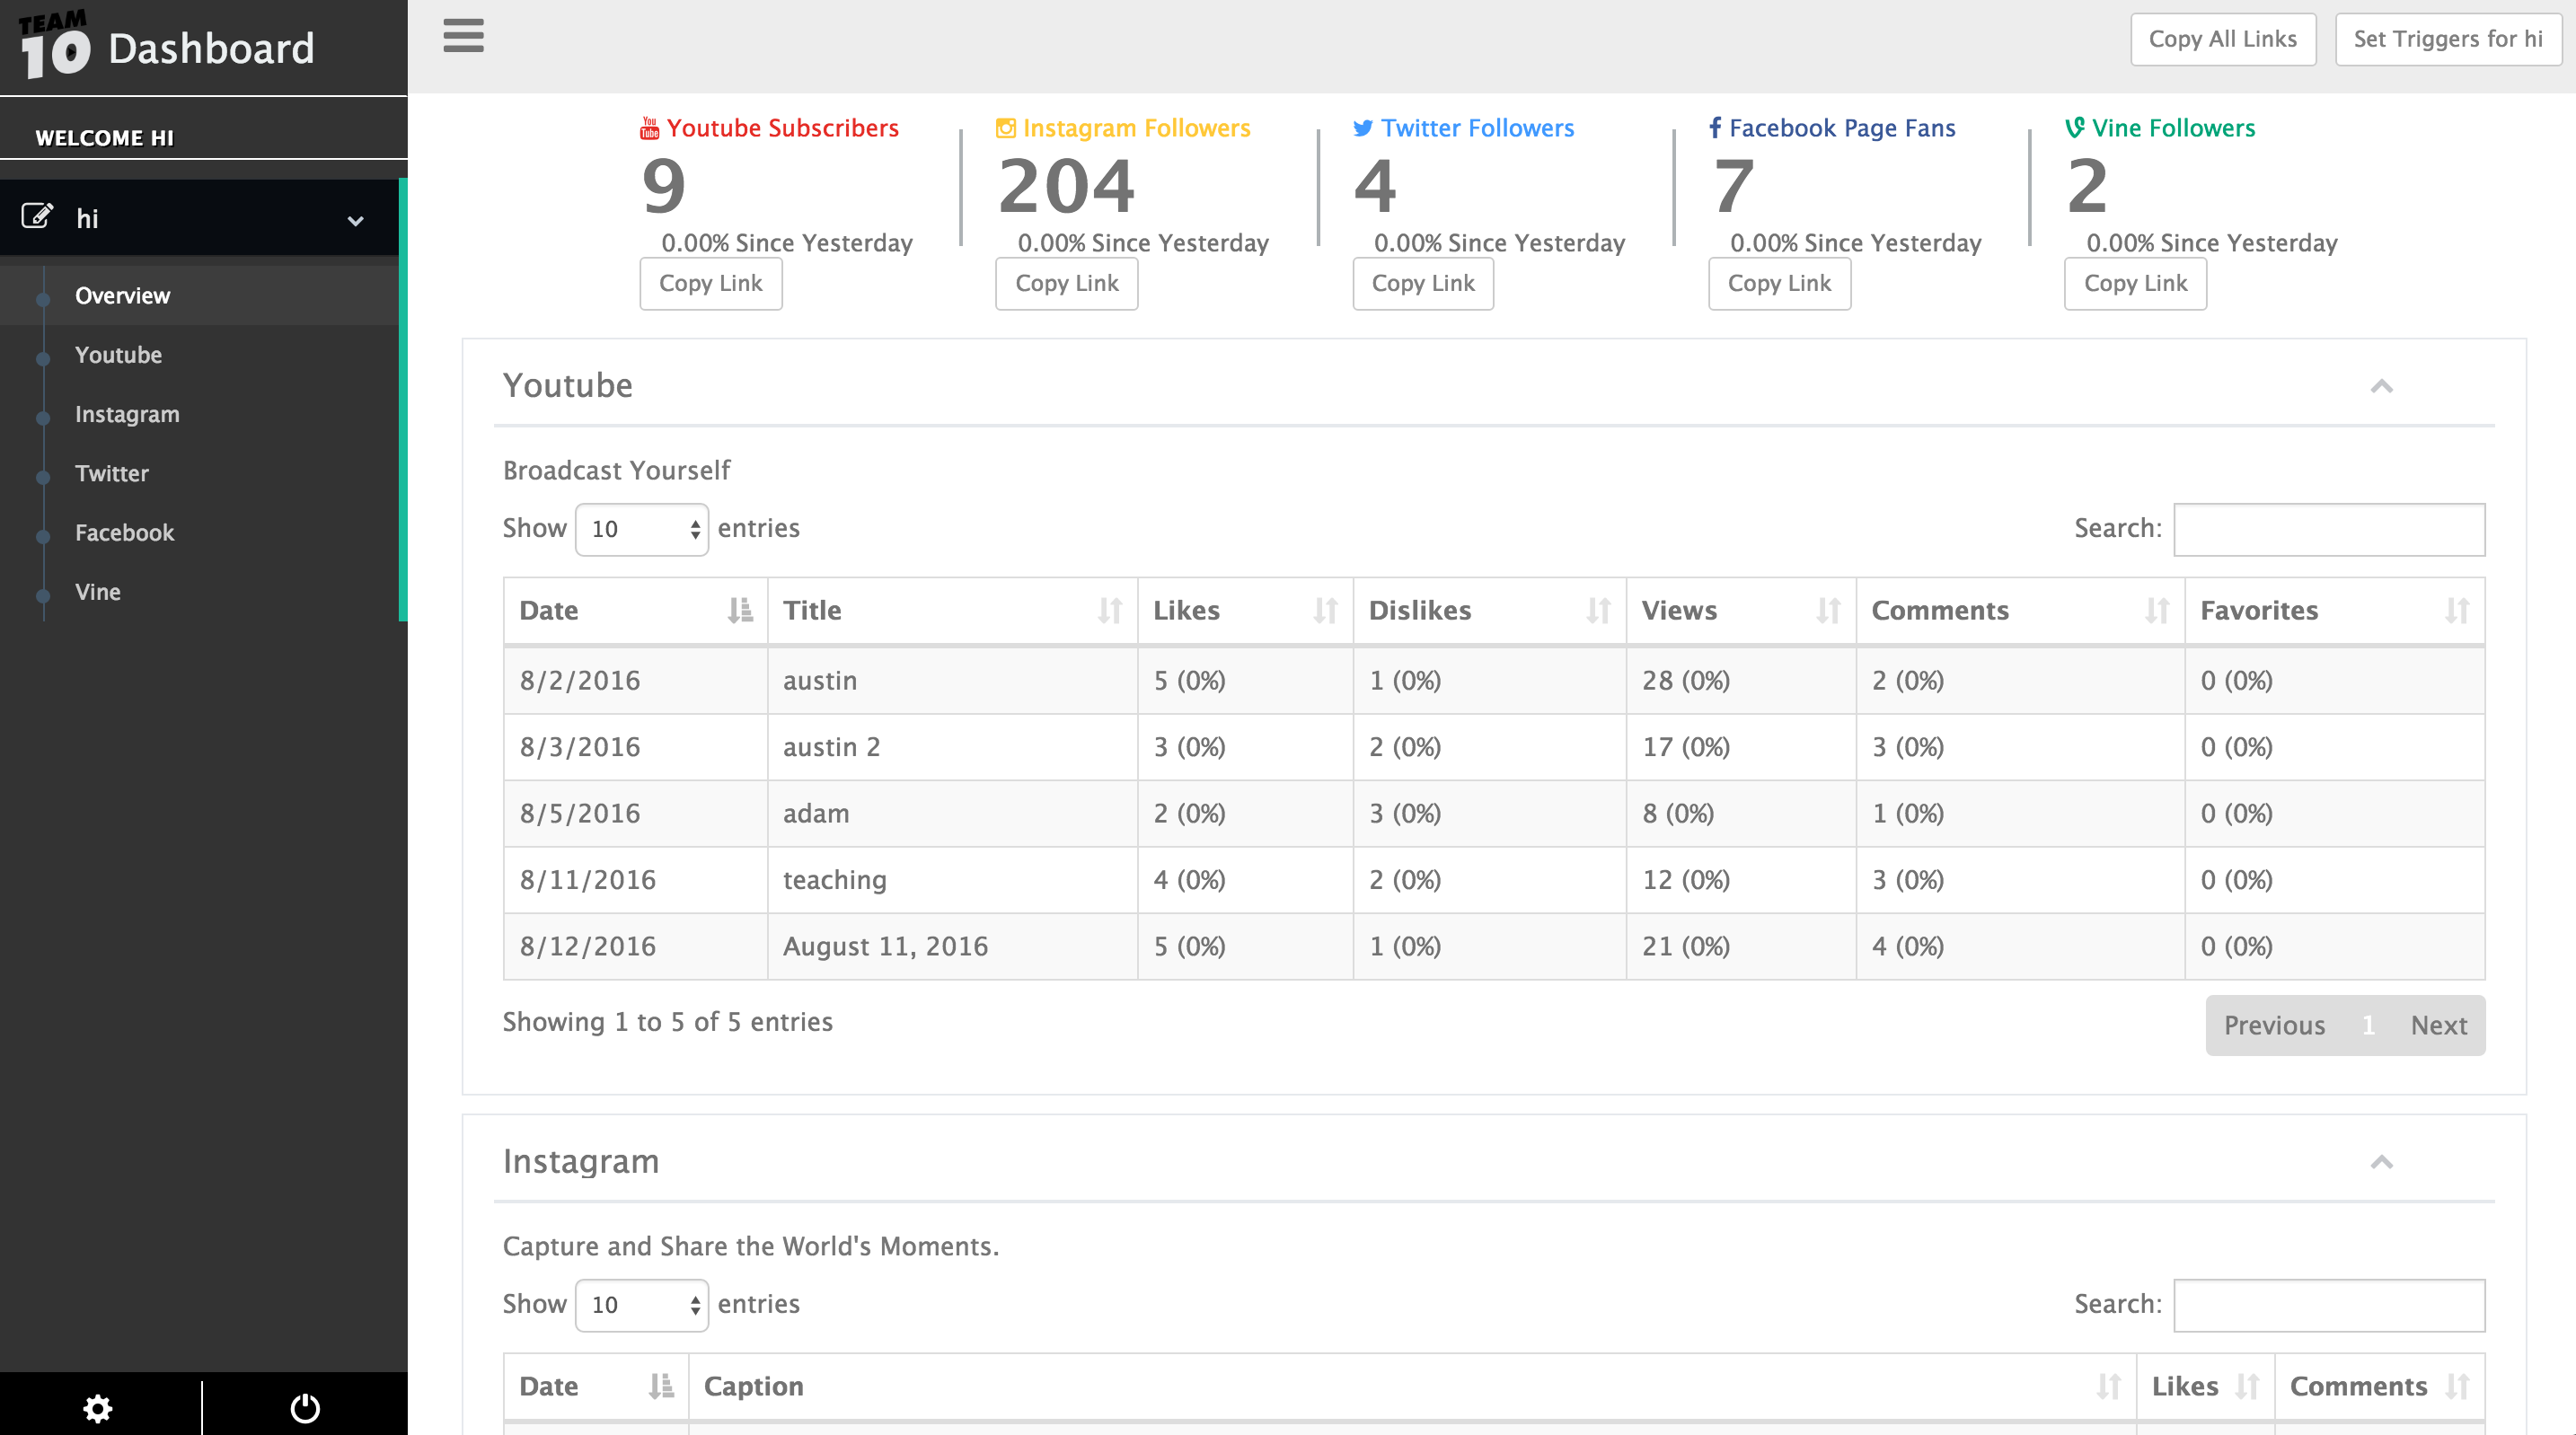 TEAM
10 Dashboard
WELCOME HI
hi
Overview
Youtube
Instagram
Twitter
Facebook
Vine
Copy All Links Set Triggers for hi
You Tube Youtube Subscribers Instagram Followers Twitter Followers Facebook Page Fans Vine Followers
9 204 4 7 2
0.00% Since Yesterday 0.00% Since Yesterday 0.00% Since Yesterday 0.00% Since Yesterday 0.00% Since Yesterday
Copy Link Copy Link Copy Link Copy Link Copy Link
Youtube
Broadcast Yourself
Show 10 entries Search:
Date Title Likes Dislikes Views Comments Favorites
8/2/2016 austin 5 (0%) 1 (0%) 28 (0%) 2 (0%) 0 (0%)
8/3/2016 austin 2 3 (0%) 2 (0%) 17 (0%) 3 (0%) 0 (0%)
8/5/2016 adam 2 (0%) 3 (0%) 8 (0%) 1 (0%) 0 (0%)
8/11/2016 teaching 4 (0%) 2 (0%) 12 (0%) 3 (0%) 0 (0%)
8/12/2016 August 11, 2016 5 (0%) 1 (0%) 21 (0%) 4 (0%) 0 (0%)
Showing 1 to 5 of 5 entries Previous 1 Next
Instagram
Capture and Share the World's Moments.
Show 10 entries Search:
Date Caption Likes Comments